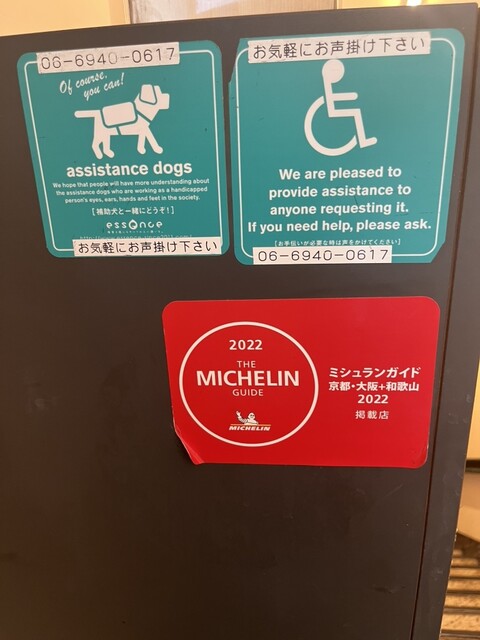 06-6940-0617
Of course,
you can!
assistance dogs
We hope that people will have more understanding about
the assistance dogs who are working as a handicapped
person's eyes, ears, hands and feet in the society.
[補助犬と一緒にどうぞ!]
essence
お気軽にお声掛け下さい
お気軽にお声掛け下さい
We are pleased to
provide assistance to
anyone requesting it.
If you need help, please ask.
[お手伝いが必要な時は声をかけてください]
06-6940-0617
2022
THE
MICHELIN
GUIDE
MICHELIN
ミシュランガイド
京都・大阪+和歌山
2022
掲載店